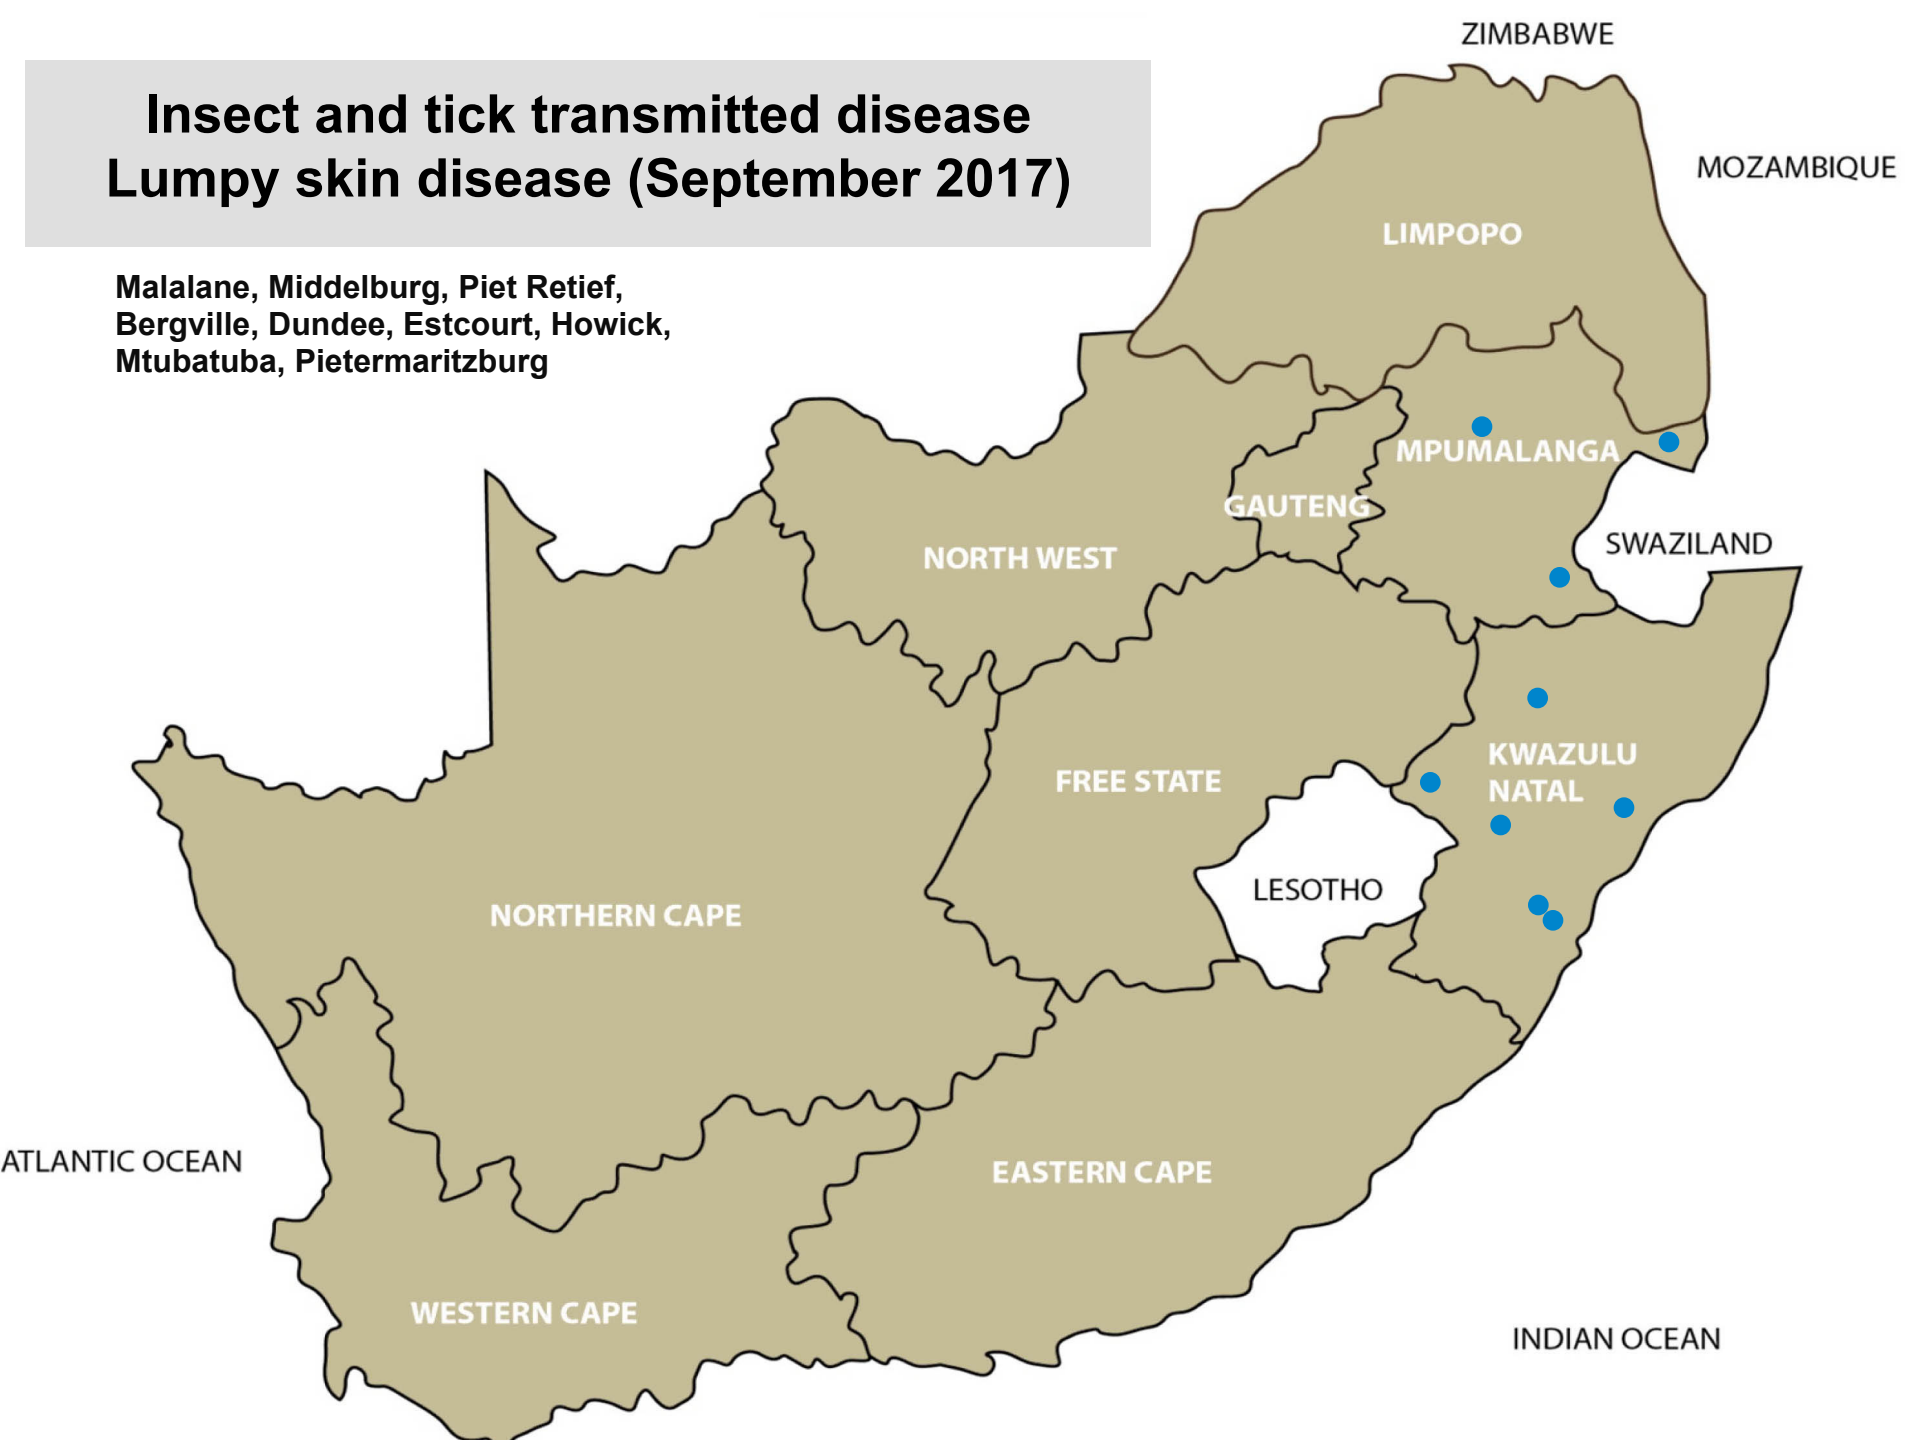 ZIMBABWE
Insect and tick transmitted disease
Lumpy skin disease (September 2017)
MOZAMBIQUE
LIMPOPO
Malalane, Middelburg, Piet Retief,
Bergville, Dundee, Estcourt, Howick,
Mtubatuba, Pietermaritzburg
MPUMALANGA
GAUTENG
SWAZILAND
NORTH WEST
KWAZULU
NATAL
FREE STATE
LESOTHO
NORTHERN CAPE
ATLANTIC OCEAN
EASTERN CAPE
WESTERN CAPE
INDIAN OCEAN